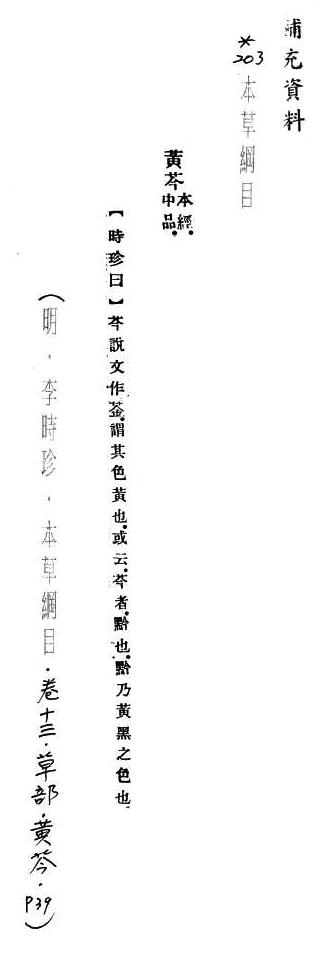 補充資料
*203 本草綱目
黃芩 本經中品。
【時珍曰】芩說文作菳。謂其色黃也。或云。芩者。黔也。黔乃黃黑之色也。
(明・李時珍・本草綱目・卷十三・草部・黃芩・P39)